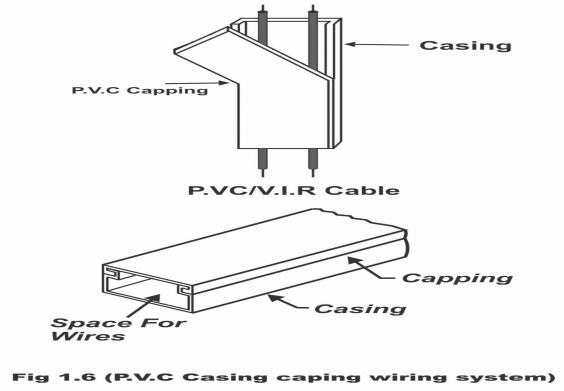 Casing
P.V.C Capping
P.VC/V.I.R Cable
Capping
Casing
Space For
Wires
Fig 1.6 (P.V.C Casing caping wiring system)